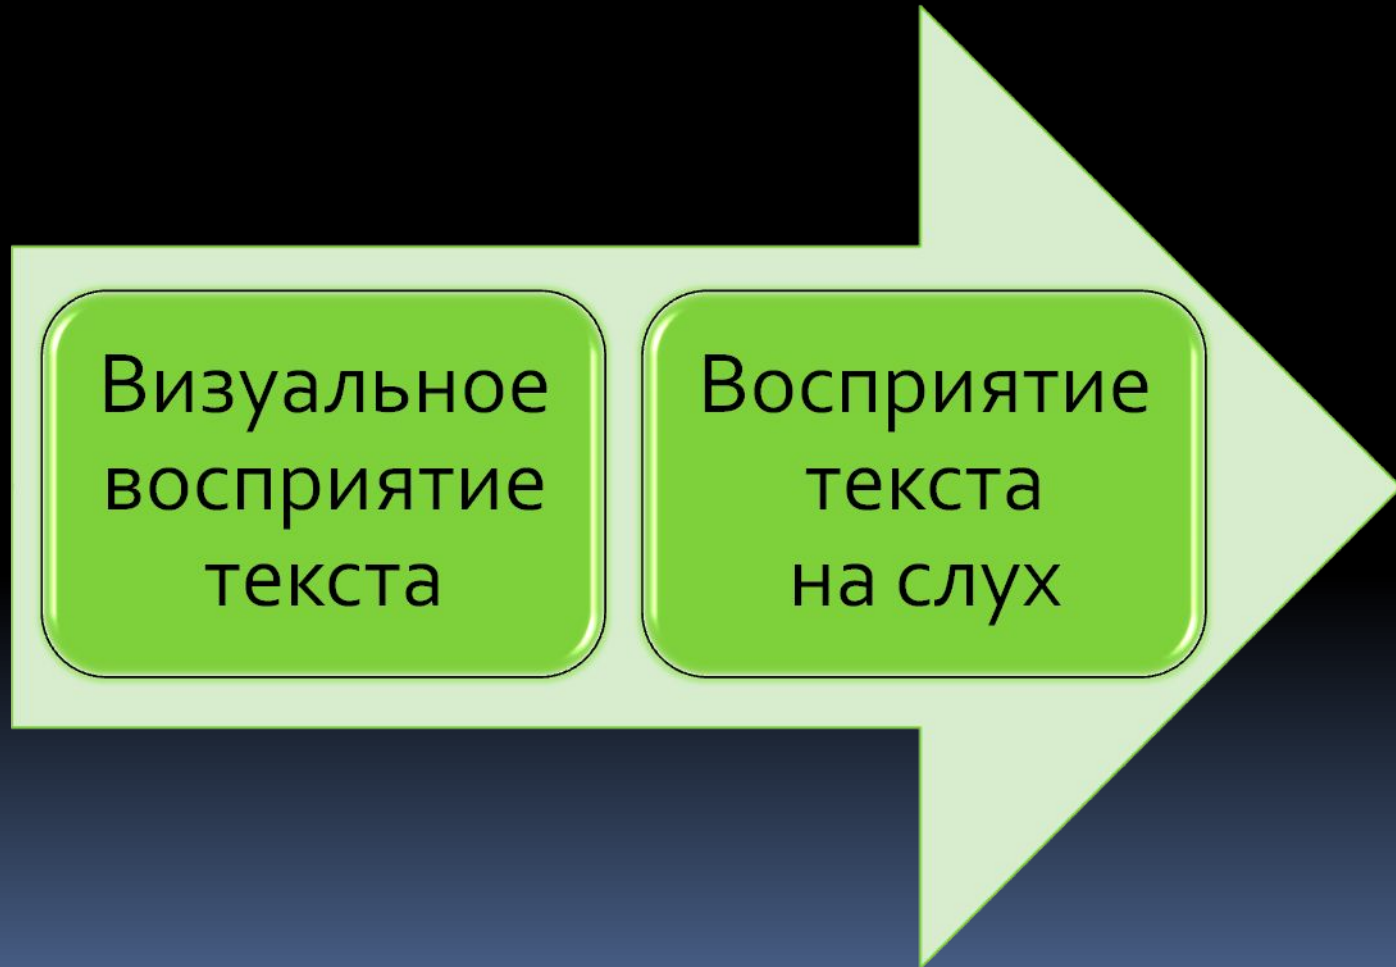 Визуальное
восприятие
текста
Восприятие
текста
на слух